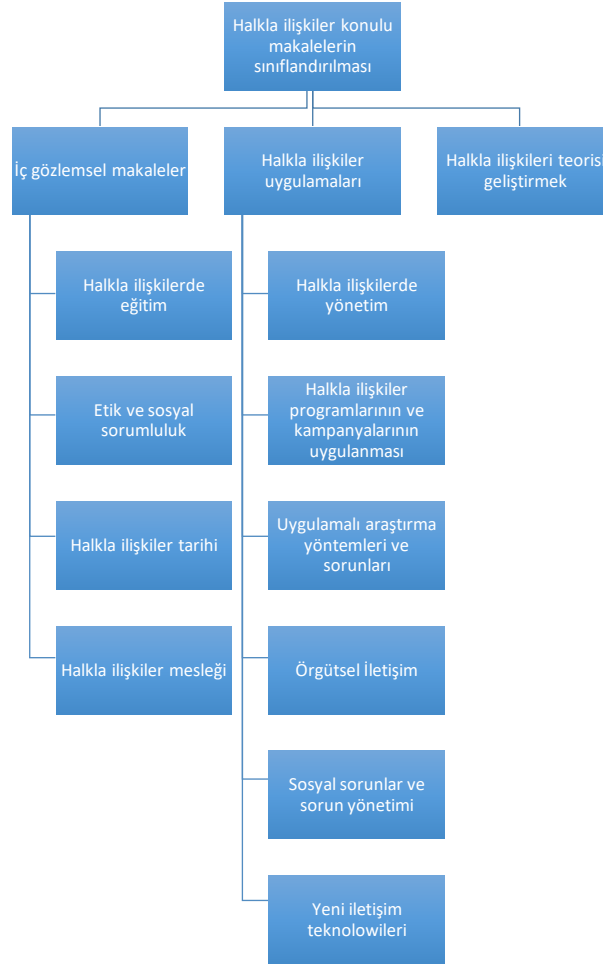 Halkla ilişkiler konulu
makalelerin
sınıflandırılması
İç gözlemsel makaleler
Halkla ilişkiler
uygulamaları
Halkla ilişkileri teorisi
geliştirmek
Halkla ilişkilerde
eğitim
Halkla ilişkilerde
yönetim
Etik ve sosyal
sorumluluk
Halkla ilişkiler
programlarının ve
kampanyalarının
uygulanması
Halkla ilişkiler tarihi
Uygulamalı araştırma
yöntemleri ve
sorunları
Halkla ilişkiler mesleği
Örgütsel İletişim
Sosyal sorunlar ve
sorun yönetimi
Yeni iletişim
teknolowileri